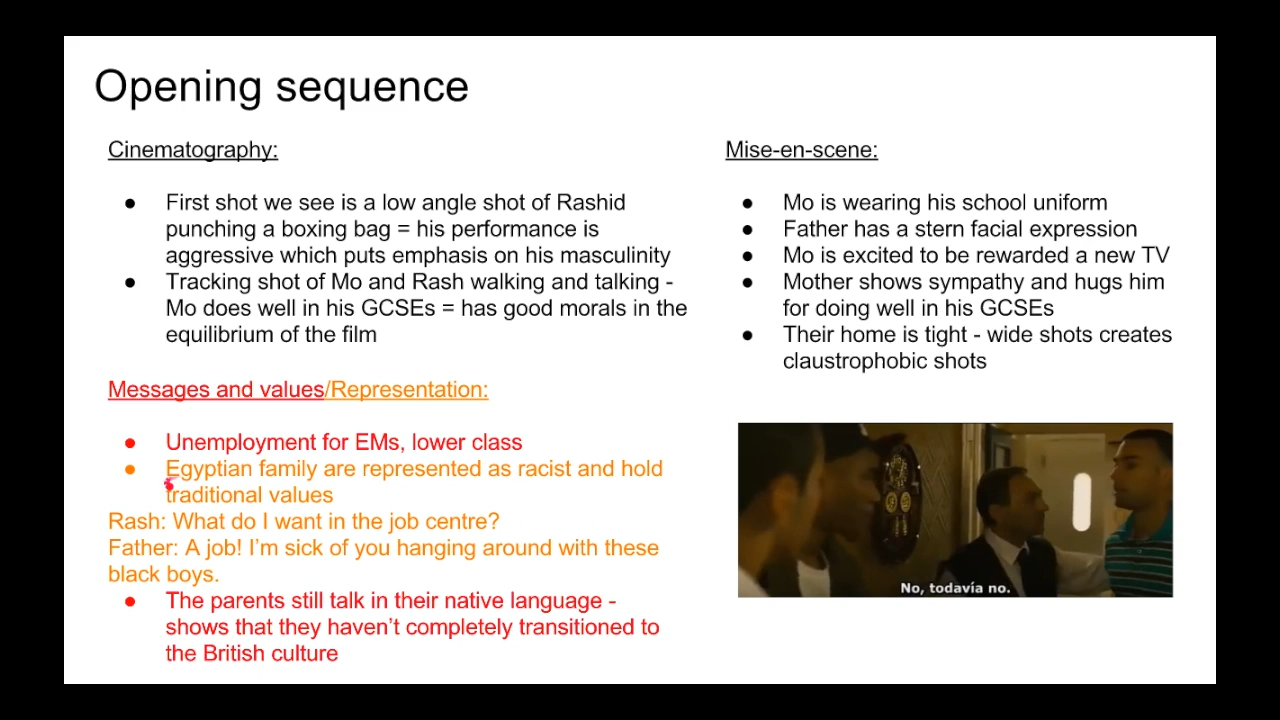 Opening sequence
Cinematography:
● First shot we see is a low angle shot of Rashid
punching a boxing bag = his performance is
aggressive which puts emphasis on his masculinity
● Tracking shot of Mo and Rash walking and talking -
Mo does well in his GCSEs = has good morals in the
equilibrium of the film
Messages and values/Representation:
● Unemployment for EMs, lower class
● Egyptian family are represented as racist and hold
traditional values
Rash: What do I want in the job centre?
Father: A job! I’m sick of you hanging around with these
black boys.
● The parents still talk in their native language -
shows that they haven’t completely transitioned to
the British culture
Mise-en-scene:
● Mo is wearing his school uniform
● Father has a stern facial expression
● Mo is excited to be rewarded a new TV
● Mother shows sympathy and hugs him
for doing well in his GCSEs
● Their home is tight - wide shots creates
claustrophobic shots
No, todavía no.